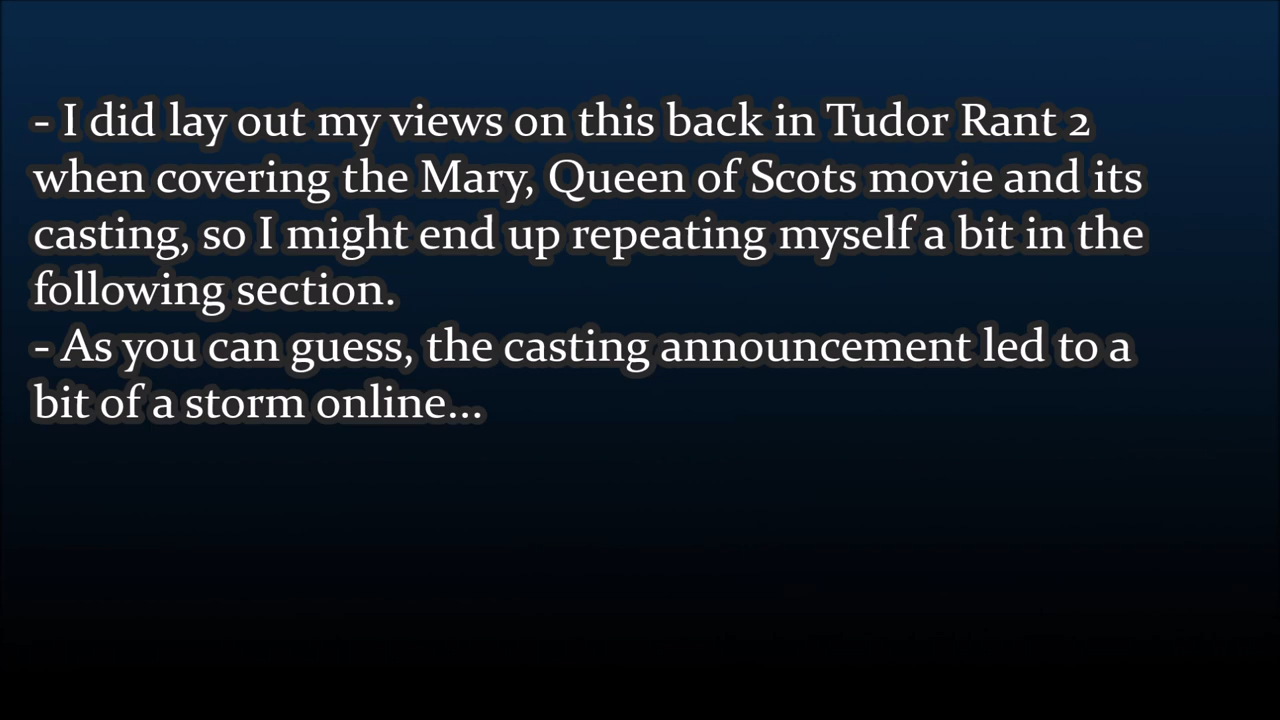 - I did lay out my views on this back in Tudor Rant 2
when covering the Mary, Queen of Scots movie and its
casting, so I might end up repeating myself a bit in the
following section.
- As you can guess, the casting announcement led to a
bit of a storm online...